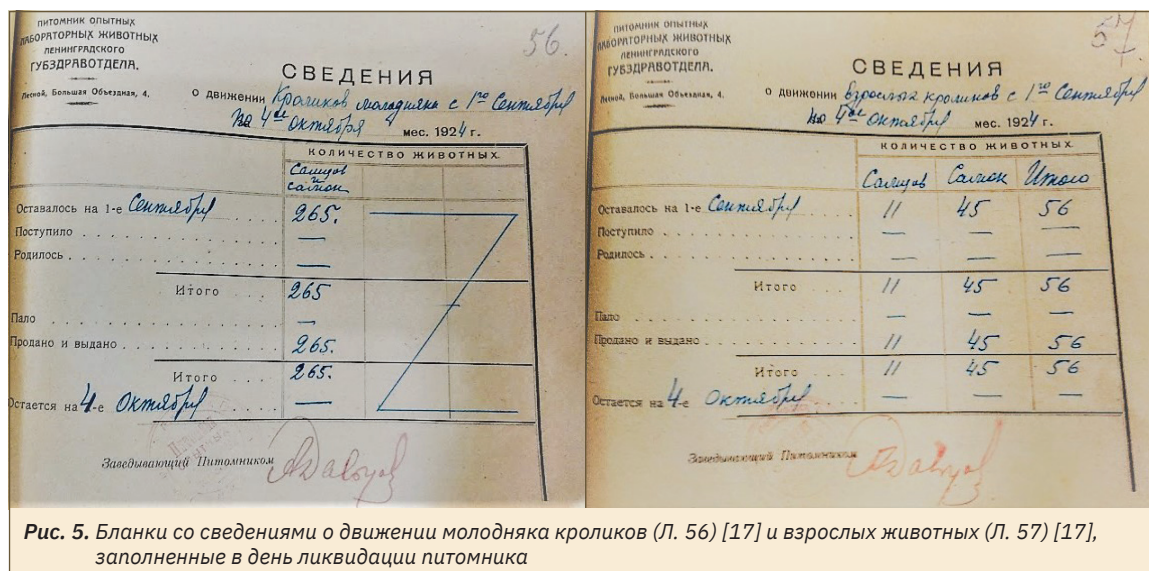 ПИТОМНИК ОПЫТНЫХ
ЛАБОРАТОРНЫХ ЖИВОТНЫХ
ЛЕНИНГРАДСКОГО
ГУБЗДРАВОТДЕЛА.
Лесной, Большая Объездная, 4.
56.
СВЕДЕНИЯ
О движении Кроликов молодняка с 1го Сентября
по 4ое октября мес. 1924 г.
КОЛИЧЕСТВО ЖИВОТНЫХ.
Самцов
и
самок
Оставалось на 1-е Сентября 265.
Поступило —
Родилось —
Итого 265
Пало —
Продано и выдано 265.
Итого 265.
Остается на 4-е Октября —
Заведывающий Питомником
ПИТОМНИК ОПЫТНЫХ
ЛАБОРАТОРНЫХ ЖИВОТНЫХ
ЛЕНИНГРАДСКОГО
ГУБЗДРАВОТДЕЛА.
Лесной, Большая Объездная, 4.
57
СВЕДЕНИЯ
О движении взрослых кроликов с 1го Сентября
по 4ое октября мес. 1924 г.
КОЛИЧЕСТВО ЖИВОТНЫХ.
Самцов Самок Итого
Оставалось на 1-е Сентября 11 45 56
Поступило — — —
Родилось — — —
Итого 11 45 56
Пало — — —
Продано и выдано 11 45 56
Итого 11 45 56
Остается на 4-е Октября — — —
Заведывающий Питомником
Рис. 5. Бланки со сведениями о движении молодняка кроликов (Л. 56) [17] и взрослых животных (Л. 57) [17],
заполненные в день ликвидации питомника